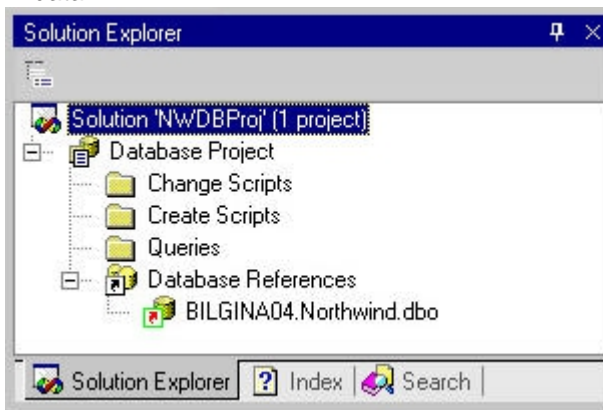 Solution Explorer
Solution 'NWDBProj' (1 project)
Database Project
Change Scripts
Create Scripts
Queries
Database References
BILGINA04.Northwind.dbo
Solution Explorer Index Search